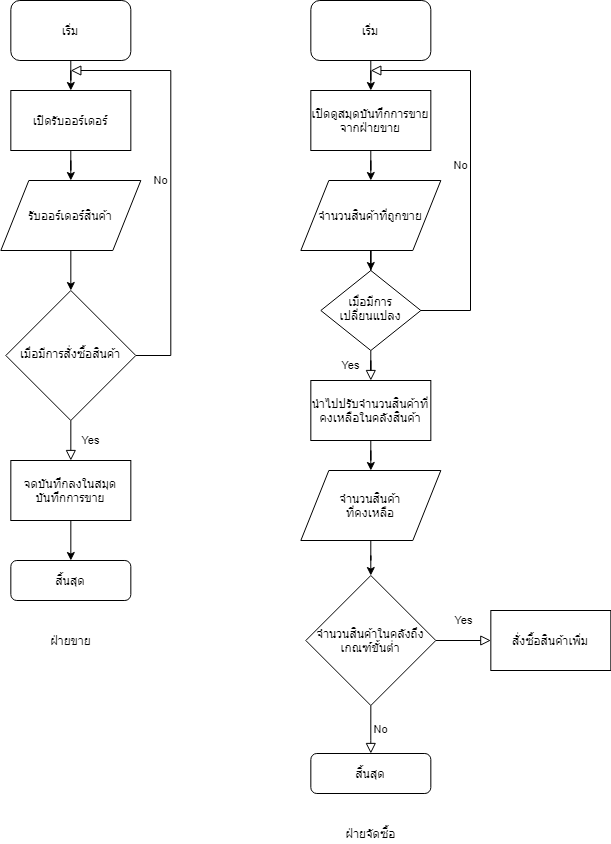 เริ่ม
เปิดรับออร์เดอร์
รับออร์เดอร์สินค้า
No
เมื่อมีการสั่งซื้อสินค้า
Yes
จดบันทึกลงในสมุด
บันทึกการขาย
สิ้นสุด
ฝ่ายขาย
เริ่ม
เปิดดูสมุดบันทึกการขาย
จากฝ่ายขาย
No
จำนวนสินค้าที่ถูกขาย
เมื่อมีการ
เปลี่ยนแปลง
Yes
นำไปปรับจำนวนสินค้าที่
คงเหลือในคลังสินค้า
จำนวนสินค้า
ที่คงเหลือ
จำนวนสินค้าในคลังถึง
เกณฑ์ขั้นต่ำ
Yes
สั่งซื้อสินค้าเพิ่ม
No
สิ้นสุด
ฝ่ายจัดซื้อ